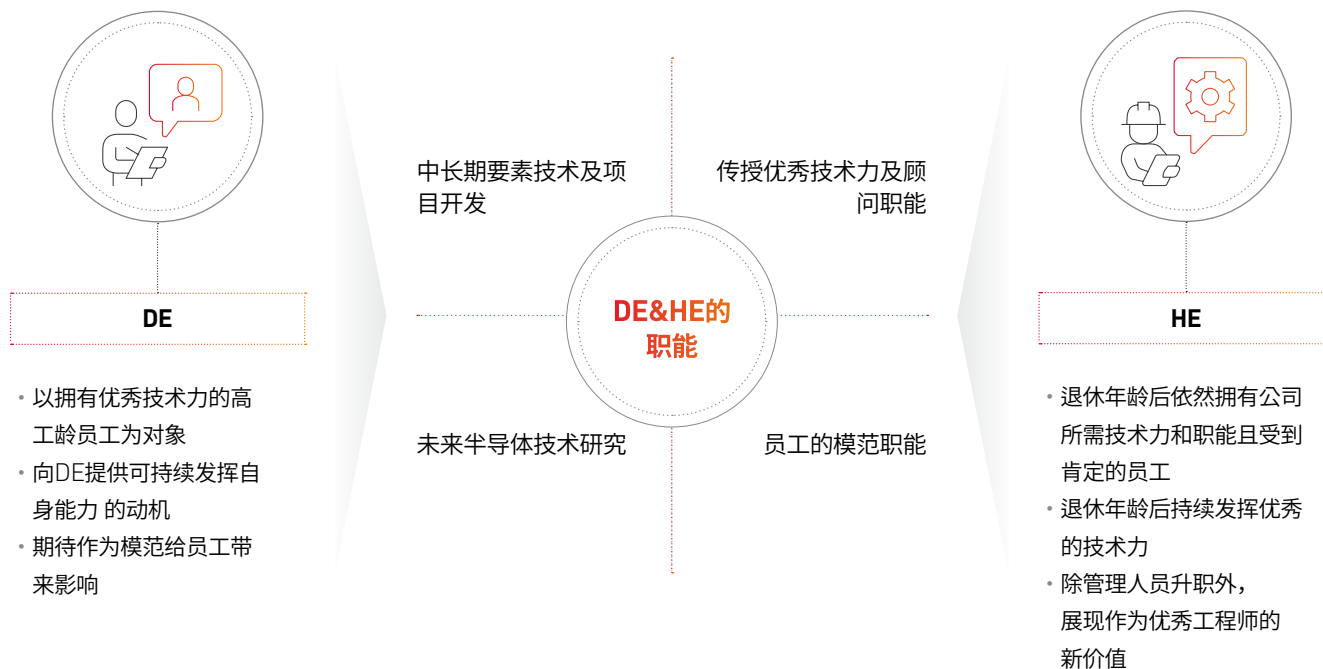 DE
• 以拥有优秀技术力的高
工龄员工为对象
• 向DE提供可持续发挥自
身能力 的动机
• 期待作为模范给员工带
来影响
中长期要素技术及项
目开发
传授优秀技术力及顾
问职能
DE&HE的
职能
未来半导体技术研究
员工的模范职能
HE
• 退休年龄后依然拥有公司
所需技术力和职能且受到
肯定的员工
• 退休年龄后持续发挥优秀
的技术力
• 除管理人员升职外，
展现作为优秀工程师的
新价值